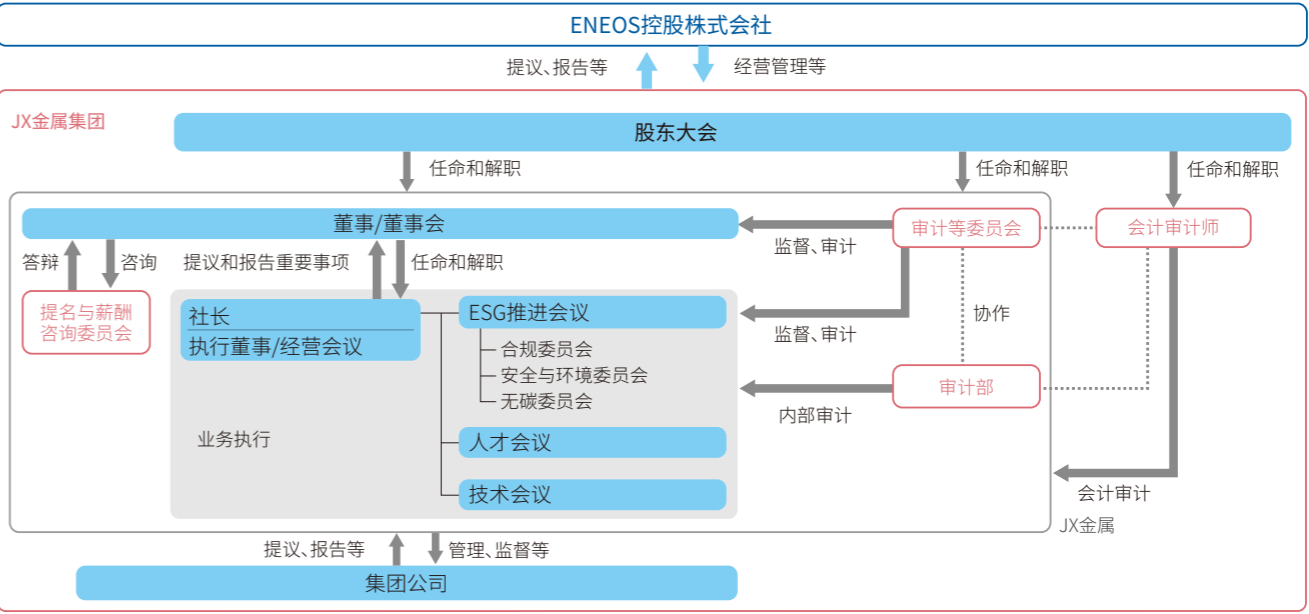 ENEOS控股株式会社
提议、报告等
经营管理等
JX金属集团
股东大会
任命和解职
任命和解职
任命和解职
董事/董事会
审计等委员会
会计审计师
监督、审计
答辩
咨询
提议和报告重要事项
任命和解职
提名与薪酬
咨询委员会
社长
执行董事/经营会议
ESG推进会议
合规委员会
安全与环境委员会
无碳委员会
监督、审计
协作
审计部
内部审计
业务执行
人才会议
技术会议
会计审计
JX金属
提议、报告等
管理、监督等
集团公司